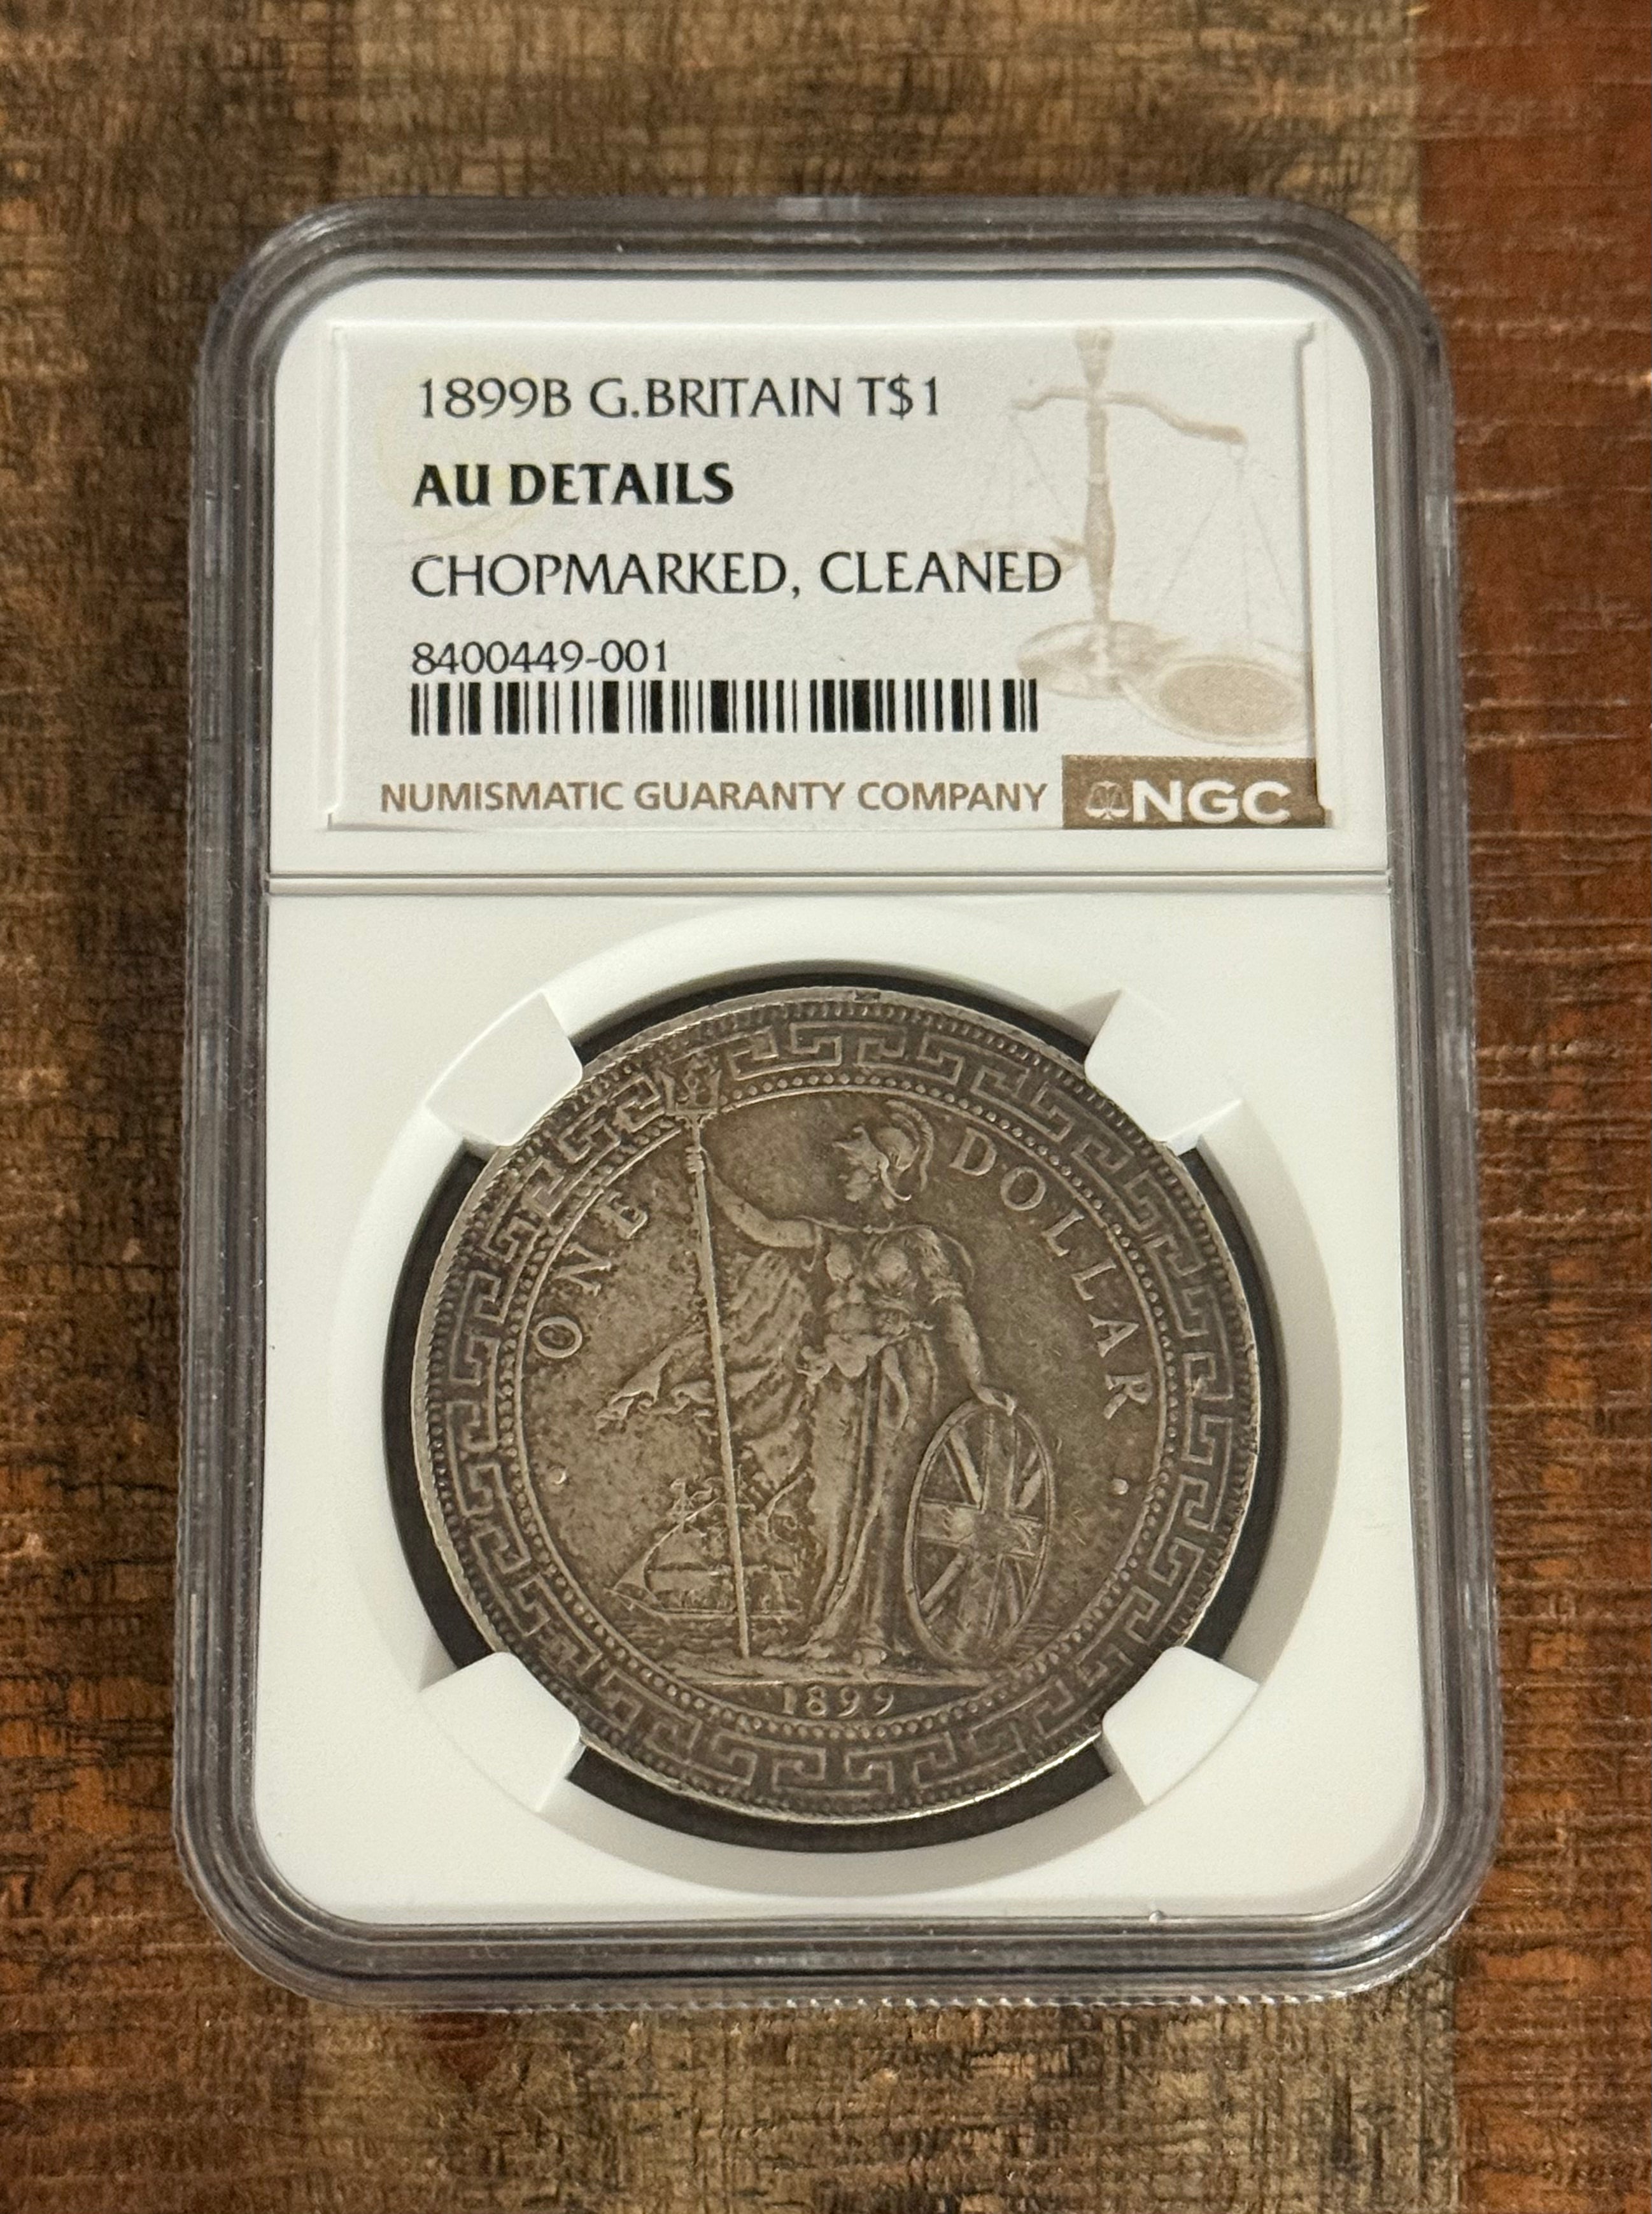 1899B G.BRITAIN T$1
AU DETAILS
CHOPMARKED, CLEANED
8400449-001
NUMISMATIC GUARANTY COMPANY NGC
ONE DOLLAR
1899